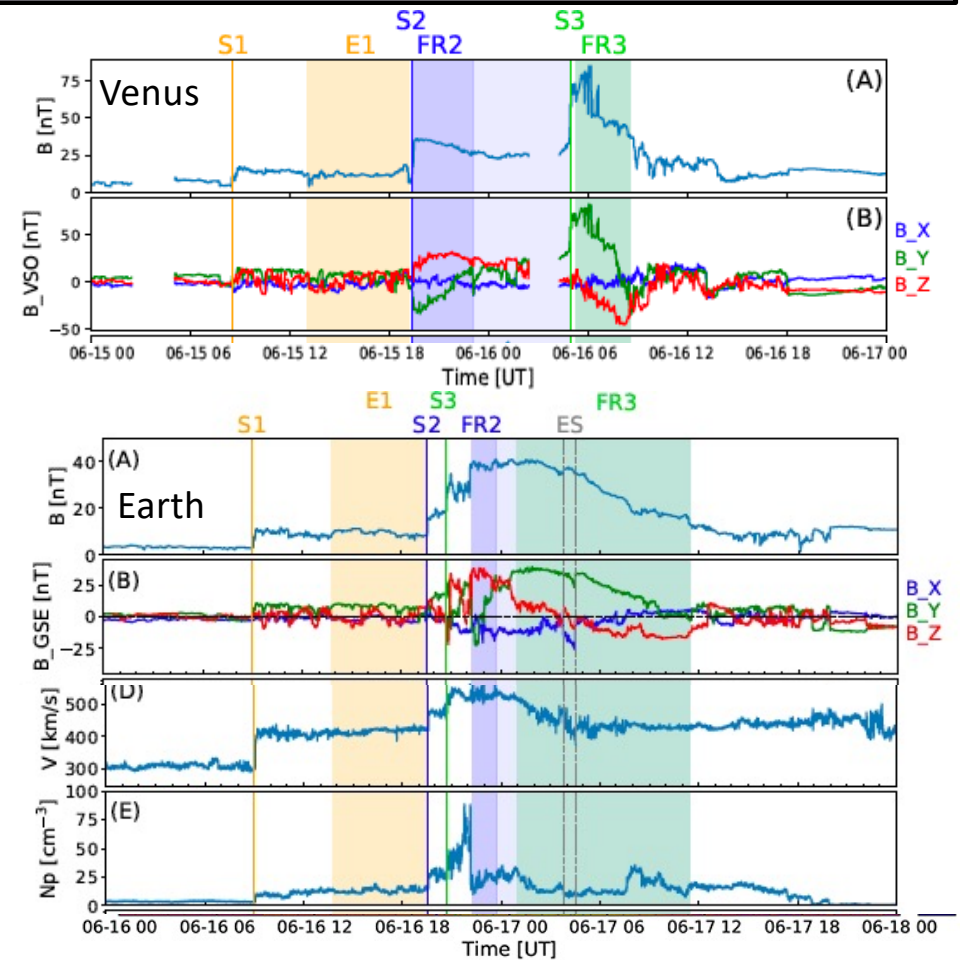 S2 S3
S1 E1 FR2 FR3
Venus (A)
B [nT]
75
50
25
0
(B)
B_VSO [nT]
50
0
−50
B_X
B_Y
B_Z
06-15 00 06-15 06 06-15 12 06-15 18 06-16 00 06-16 06 06-16 12 06-16 18 06-17 00
Time [UT]
E1 S3 FR3
S1 S2 FR2 ES
(A)
Earth
B [nT]
40
20
0
(B)
B_GSE [nT]
25
0
−25
B_X
B_Y
B_Z
(D)
V [km/s]
500
400
300
(E)
Np [cm⁻³]
100
75
50
25
0
06-16 00 06-16 06 06-16 12 06-16 18 06-17 00 06-17 06 06-17 12 06-17 18 06-18 00
Time [UT]